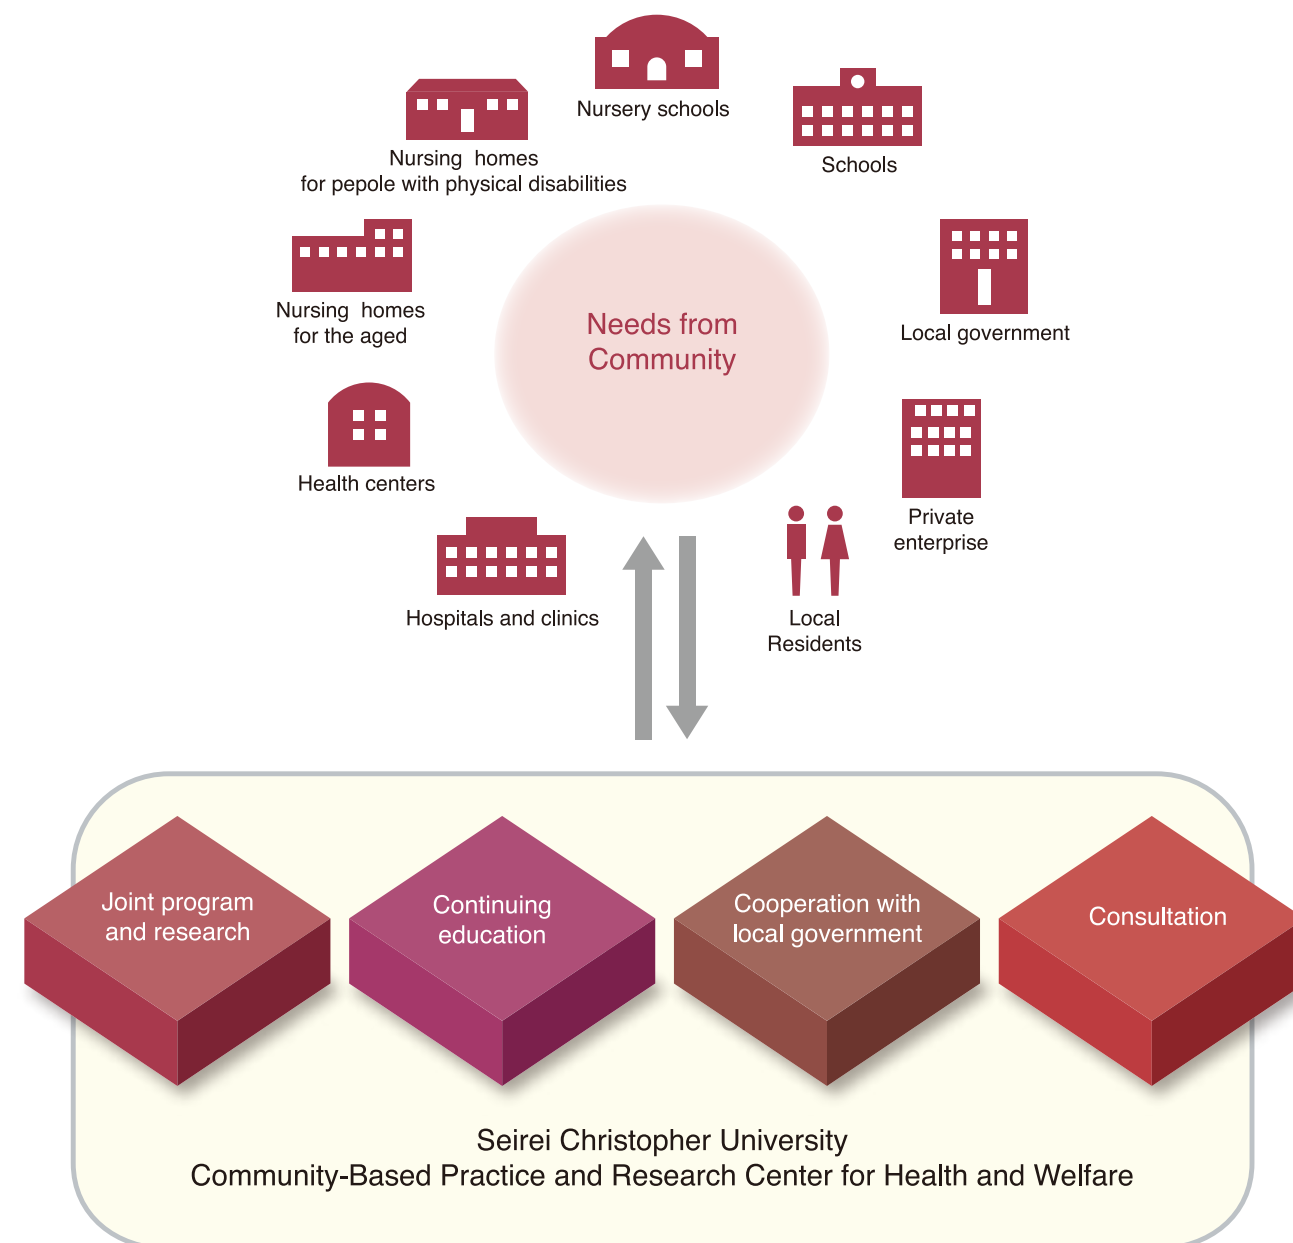 Nursery schools
Schools
Nursing homes
for pepole with physical disabilities
Nursing homes
for the aged
Needs from
Community
Local government
Health centers
Private
enterprise
Hospitals and clinics
Local
Residents
Joint program
and research
Continuing
education
Cooperation with
local government
Consultation
Seirei Christopher University
Community-Based Practice and Research Center for Health and Welfare